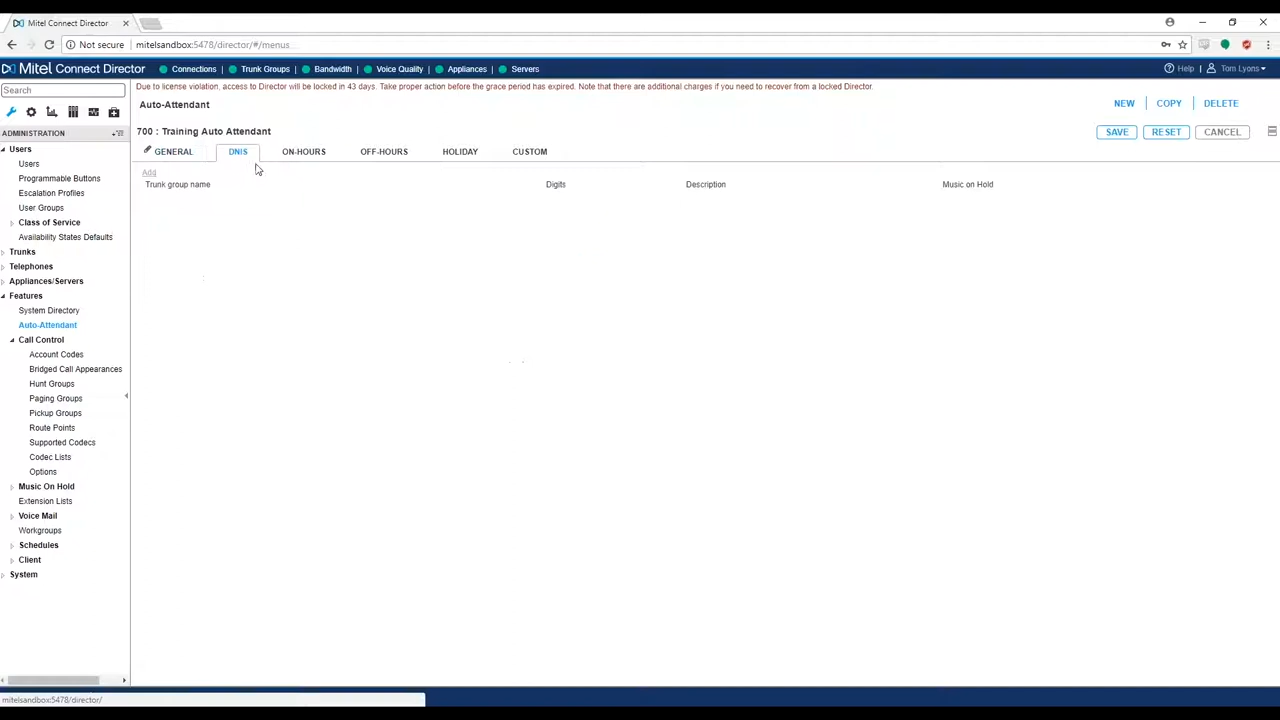 Mitel Connect Director
Not secure mitelsandbox:5478/director/#/menus...
Mitel Connect Director Connections Trunk Groups Bandwidth Voice Quality Appliances Servers Help Tom Lyons
Search
Due to license violation, access to Director will be locked in 43 days. Take proper action before the grace period has expired. Note that there are additional charges if you need to recover from a locked Director.
Auto-Attendant
NEW COPY DELETE
700 : Training Auto Attendant
SAVE RESET CANCEL
GENERAL DNIS ON-HOURS OFF-HOURS HOLIDAY CUSTOM
Add
Trunk group name Digits Description Music on Hold
ADMINISTRATION
Users
Users
Programmable Buttons
Escalation Profiles
User Groups
Class of Service
Availability States Defaults
Trunks
Telephones
Appliances/Servers
Features
System Directory
Auto-Attendant
Call Control
Account Codes
Bridged Call Appearances
Hunt Groups
Paging Groups
Pickup Groups
Route Points
Supported Codecs
Codec Lists
Options
Music On Hold
Extension Lists
Voice Mail
Workgroups
Schedules
Client
System
mitelsandbox:5478/director/